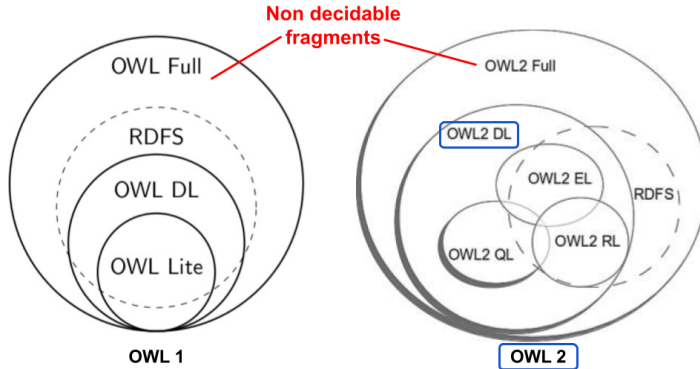 Non decidable
fragments
OWL Full
RDFS
OWL DL
OWL Lite
OWL 1
OWL2 Full
OWL2 DL
OWL2 EL
RDFS
OWL2 QL
OWL2 RL
OWL 2